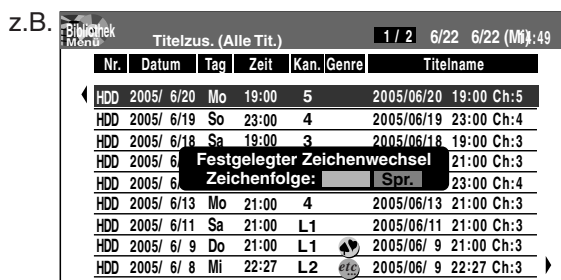 z.B.
Bibliothek 1 / 2 6/22 6/22 (Mi) 14:49
Menü Titelzus. (Alle Tit.)
Nr. Datum Tag Zeit Kan. Genre Titelname
HDD 2005/ 6/20 Mo 19:00 5 2005/06/20 19:00 Ch:5
HDD 2005/ 6/19 So 23:00 4 2005/06/19 23:00 Ch:4
HDD 2005/ 6/18 Sa 19:00 3 2005/06/18 19:00 Ch:3
HDD 2005/ 6/ 21:00 Ch:3
Festgelegter Zeichenwechsel
HDD 2005/ 6/ 23:00 Ch:4
Zeichenfolge: Spr.
HDD 2005/ 6/13 Mo 21:00 4 2005/06/13 21:00 Ch:3
HDD 2005/ 6/11 Sa 21:00 L1 2005/06/11 21:00 Ch:3
HDD 2005/ 6/ 9 Do 21:00 L1 2005/06/ 9 21:00 Ch:3
HDD 2005/ 6/ 8 Mi 22:27 L2 etc 2005/06/ 9 22:27 Ch:3